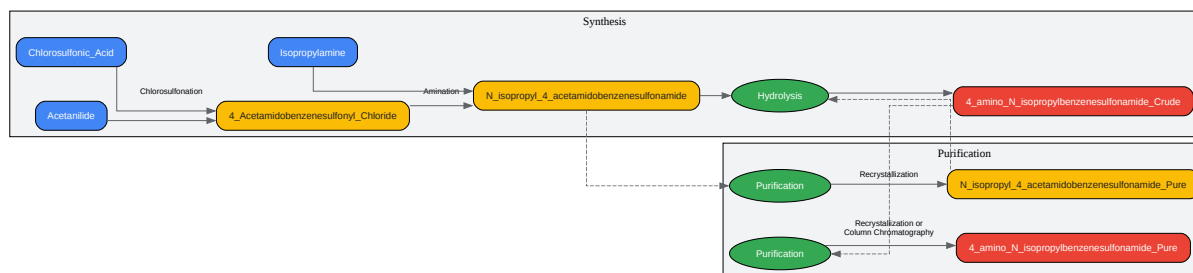 Synthesis
Chlorosulfonic_Acid
Isopropylamine
Chlorosulfonation
Amination
N_isopropyl_4_acetamidobenzenesulfonamide
Hydrolysis
4_amino_N_isopropylbenzenesulfonamide_Crude
Acetanilide
4_Acetamidobenzenesulfonyl_Chloride
Purification
Purification
Recrystallization
N_isopropyl_4_acetamidobenzenesulfonamide_Pure
Recrystallization or
Column Chromatography
Purification
4_amino_N_isopropylbenzenesulfonamide_Pure